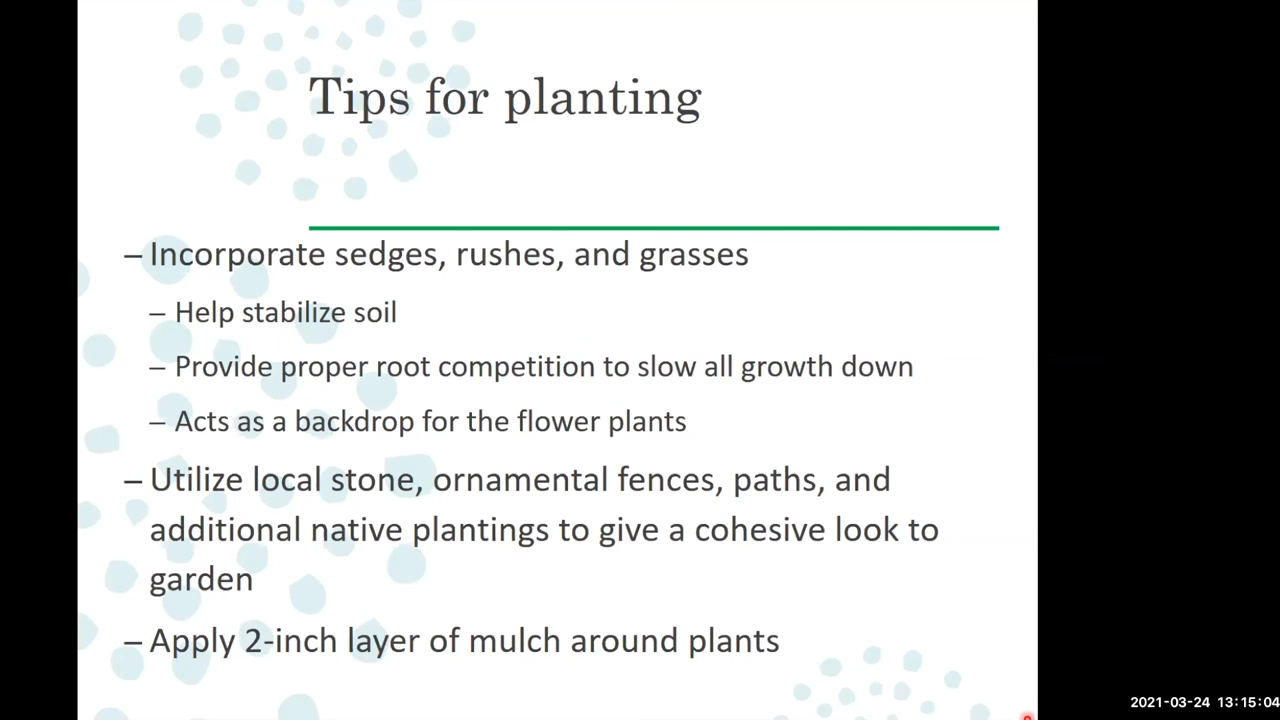 Tips for planting
– Incorporate sedges, rushes, and grasses
– Help stabilize soil
– Provide proper root competition to slow all growth down
– Acts as a backdrop for the flower plants
– Utilize local stone, ornamental fences, paths, and
additional native plantings to give a cohesive look to
garden
– Apply 2-inch layer of mulch around plants
2021-03-24 13:15:04